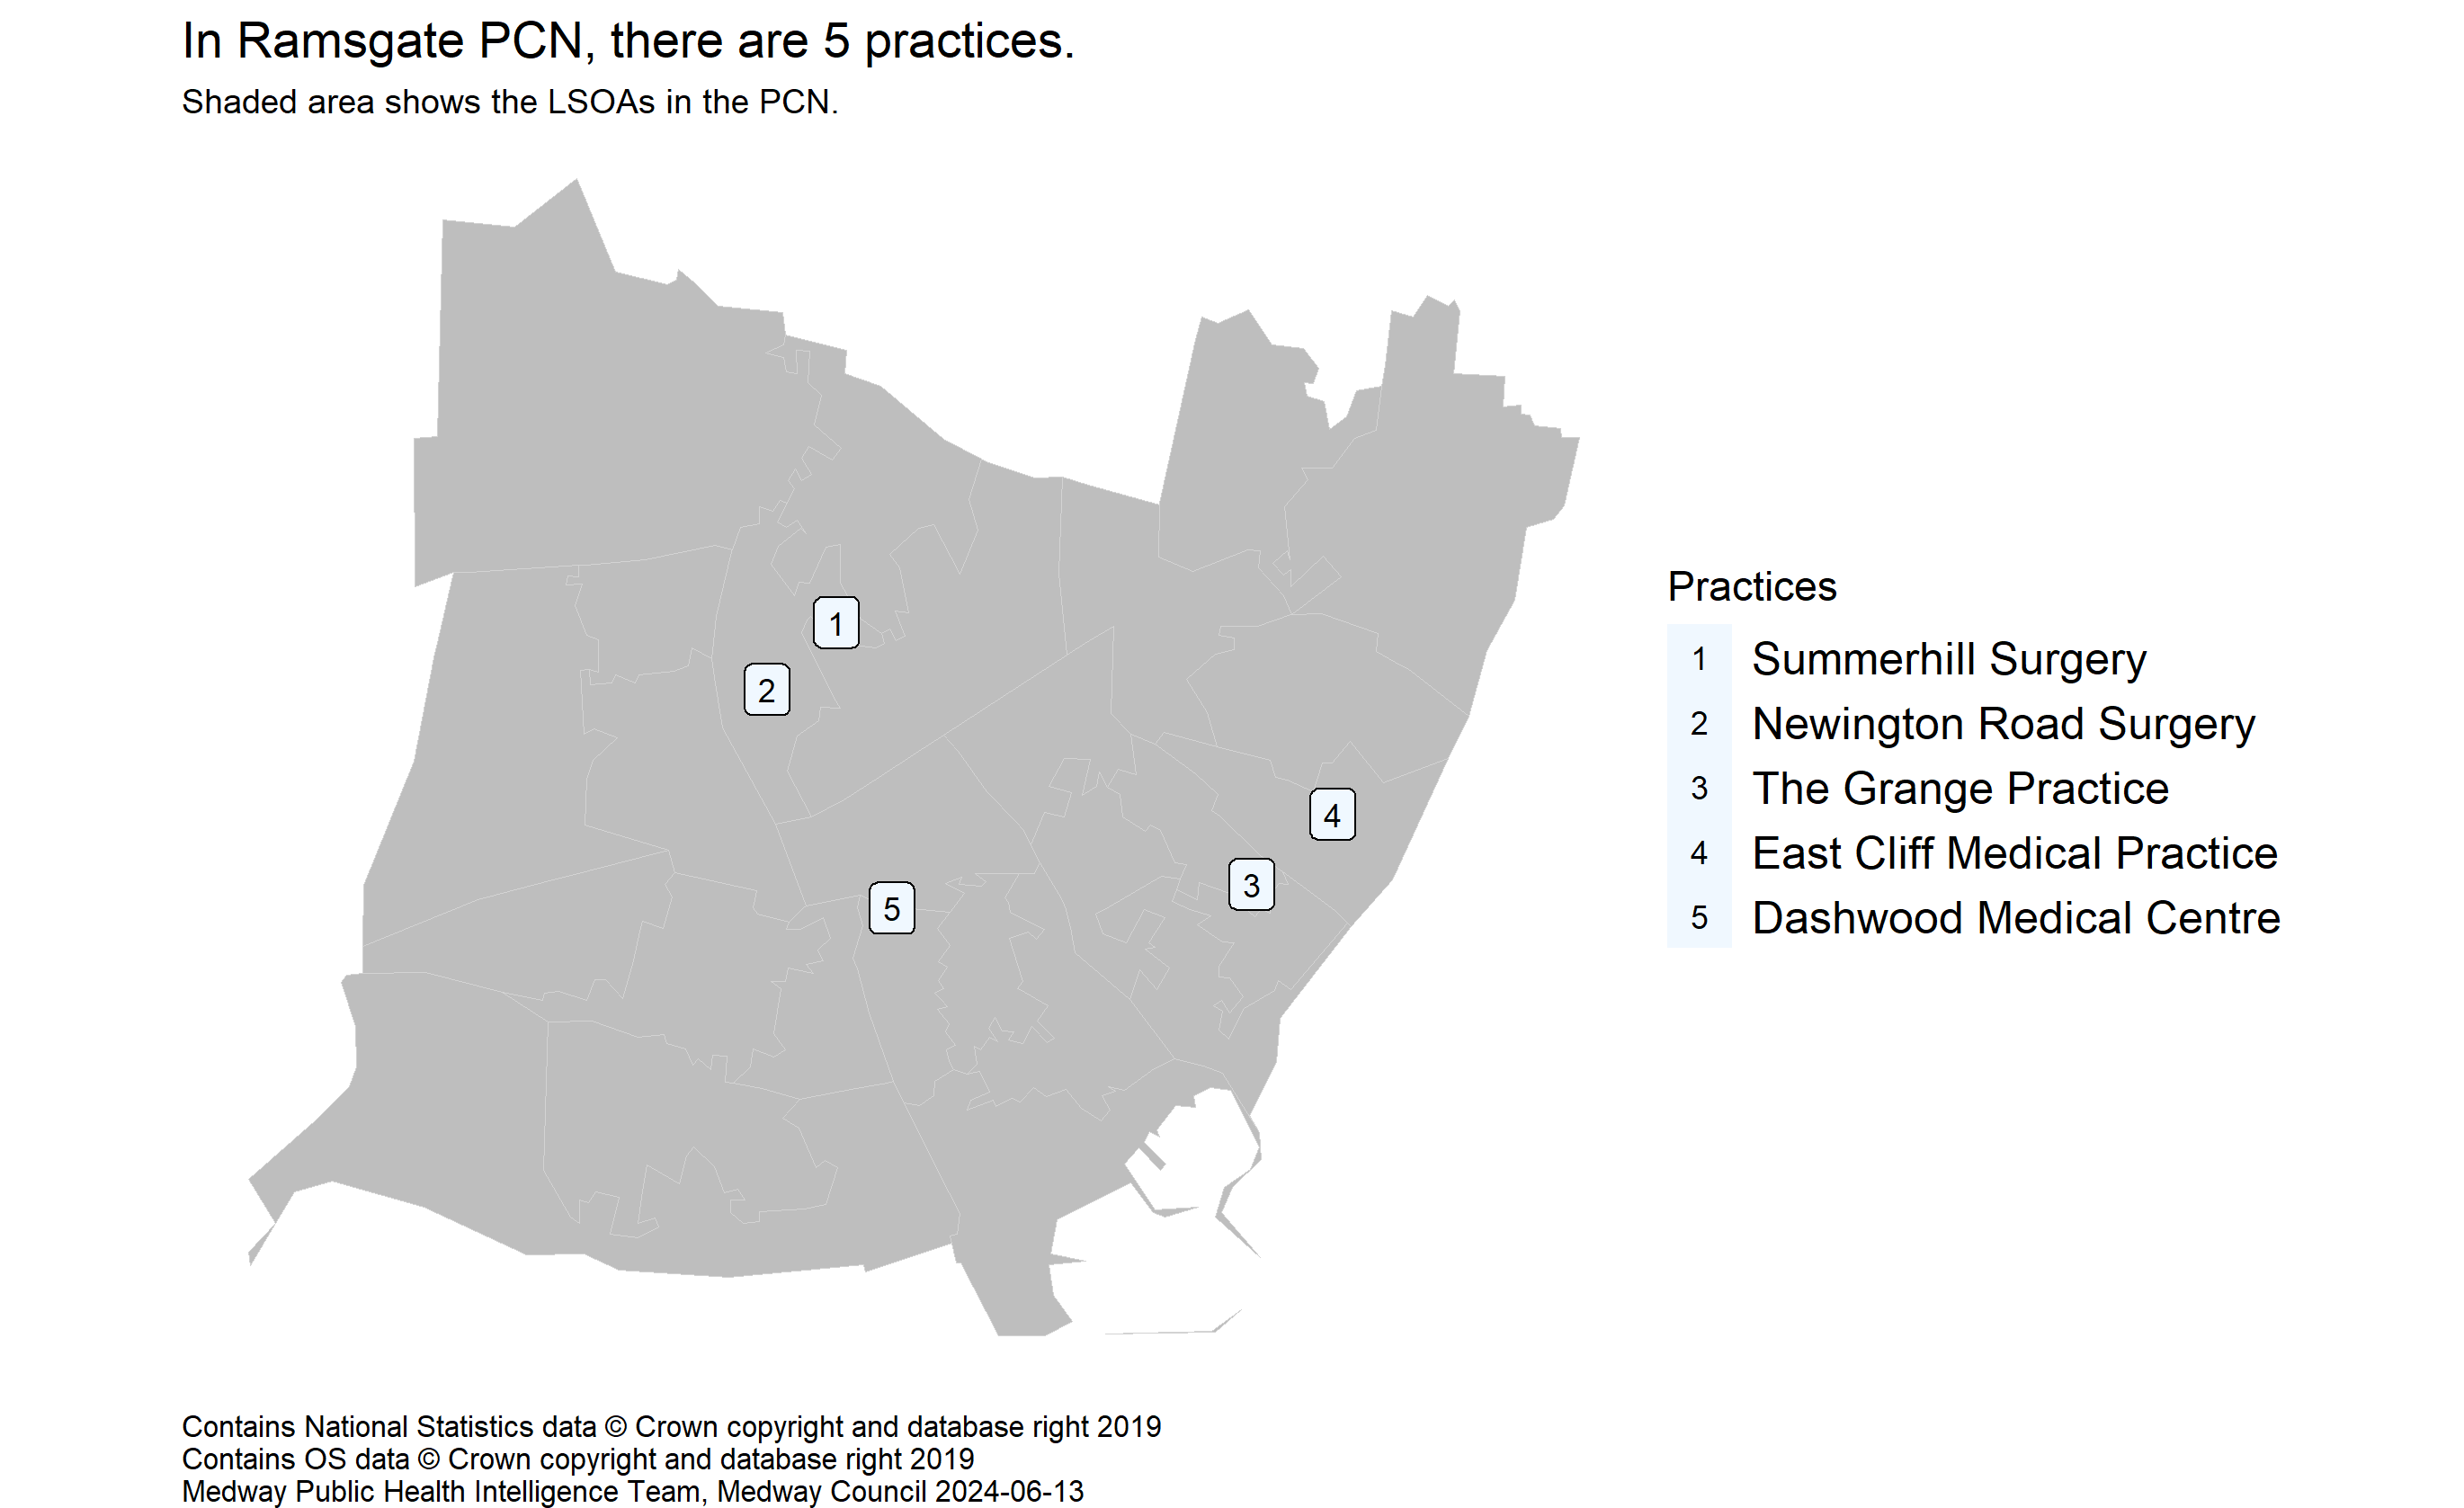 In Ramsgate PCN, there are 5 practices.
Shaded area shows the LSOAs in the PCN.
1
2
4
3
5
Practices
1 Summerhill Surgery
2 Newington Road Surgery
3 The Grange Practice
4 East Cliff Medical Practice
5 Dashwood Medical Centre
Contains National Statistics data © Crown copyright and database right 2019
Contains OS data © Crown copyright and database right 2019
Medway Public Health Intelligence Team, Medway Council 2024-06-13